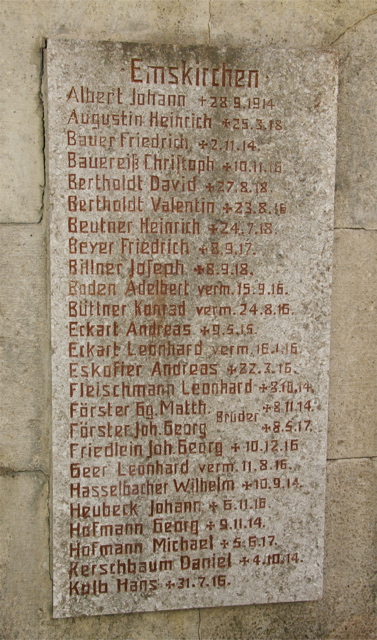 Emskirchen
Albert Johann +28.9.1914
Augustin Heinrich +25.3.18.
Bauer Friedrich, +2.11.14.
Bauereiß Christoph +10.11.16
Bertholdt David +27.8.18.
Bertholdt Valentin +23.8.16
Beutner Heinrich +24.7.18.
Beyer Friedrich +8.9.17.
Billner Joseph +8.9.18.
Boden Adelbert verm. 15.9.16.
Büttner Konrad verm. 24.8.16.
Eckart Andreas +9.5.15.
Eckart Leonhard verm. 16.1.16.
Eskofier Andreas +22.3.16.
Fleischmann Leonhard +8.10.14.
Förster Gg. Matth. Brüder +8.11.14.
Förster Joh. Georg +8.5.17.
Friedlein Joh. Georg +10.12.16
Geer Leonhard verm. 11.8.16.
Hasselbacher Wilhelm +10.9.14.
Heubeck Johann +6.11.16
Hofmann Georg +9.11.14.
Hofmann Michael +5.6.17.
Kerschbaum Daniel +4.10.14.
Kolb Hans +31.7.16.